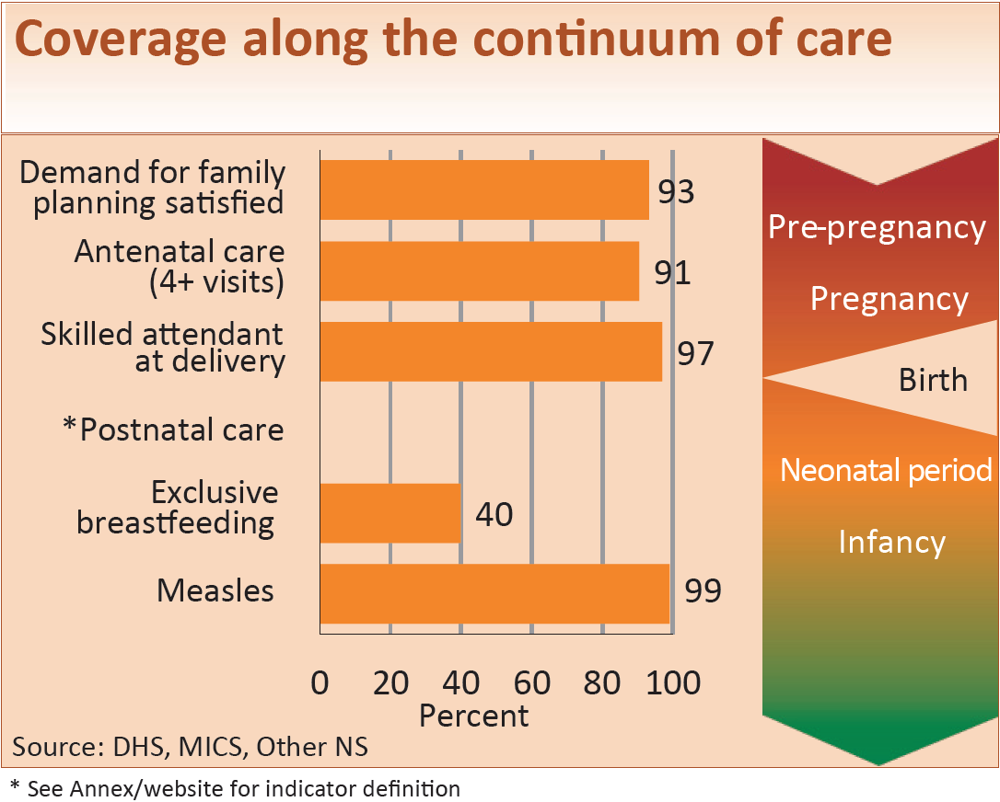 Coverage along the continuum of care
Demand for family
planning satisfied
93
Antenatal care
(4+ visits)
91
Skilled attendant
at delivery
97
*Postnatal care
Exclusive
breastfeeding
40
Measles
99
0 20 40 60 80 100
Percent
Pre-pregnancy
Pregnancy
Birth
Neonatal period
Infancy
Source: DHS, MICS, Other NS
* See Annex/website for indicator definition